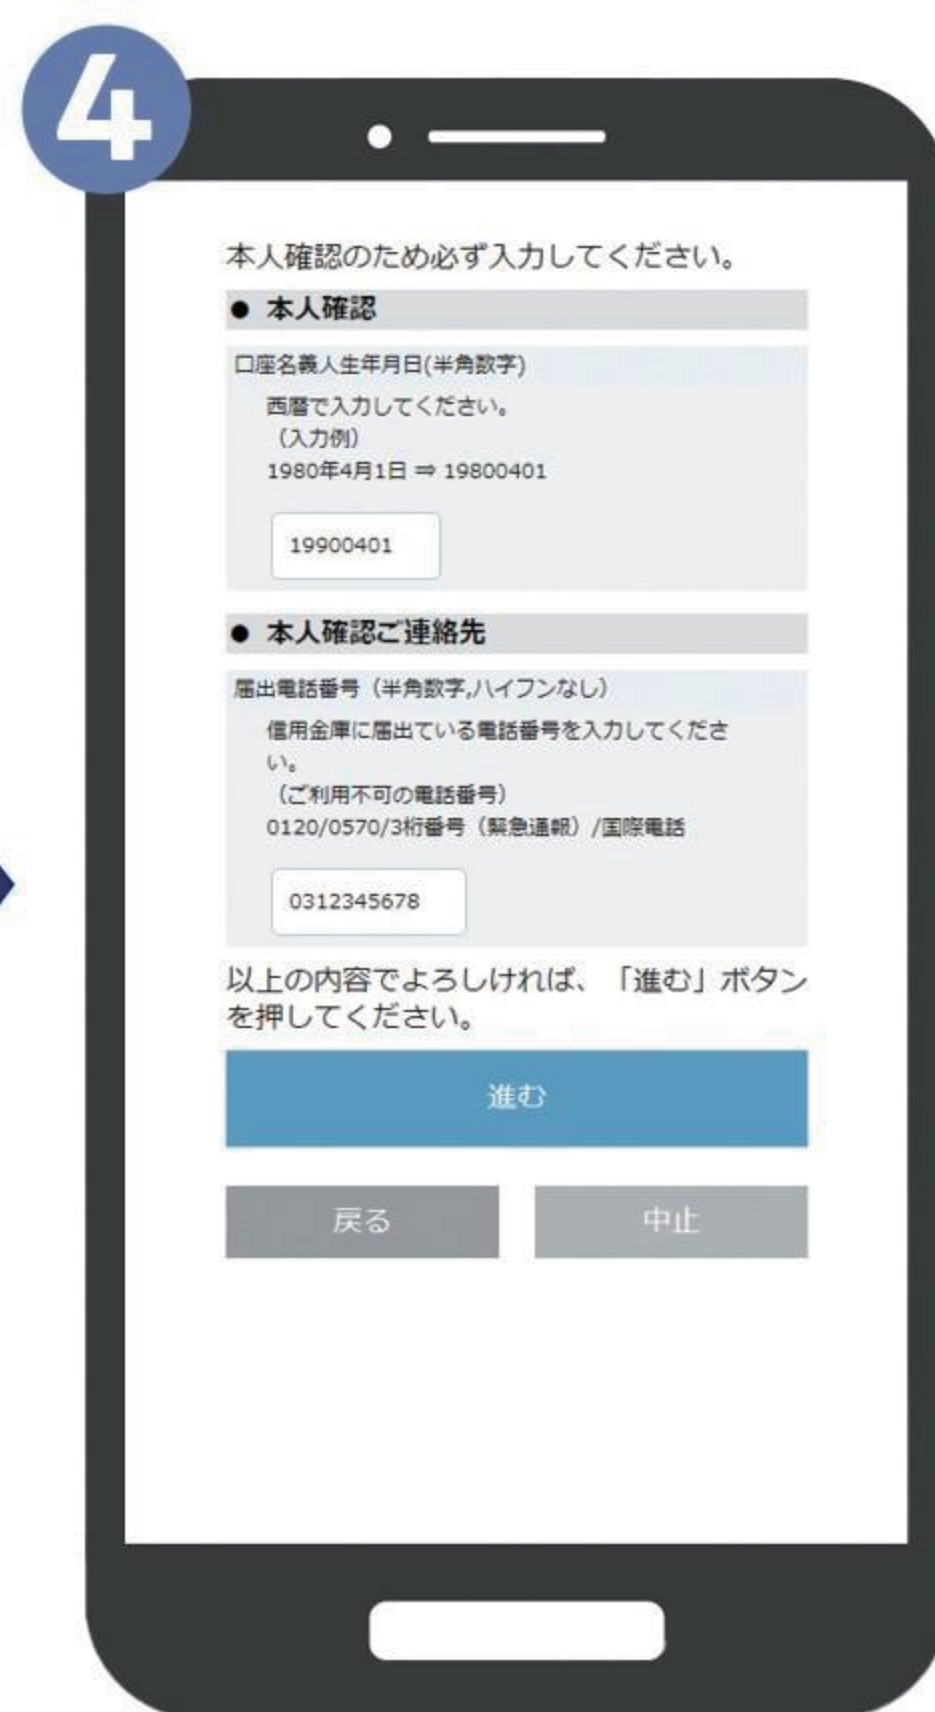 4
本人確認のため必ず入力してください。
● 本人確認
口座名義人生年月日(半角数字)
西暦で入力してください。
（入力例）
1980年4月1日 ⇒ 19800401
19900401
● 本人確認ご連絡先
届出電話番号（半角数字,ハイフンなし）
信用金庫に届出ている電話番号を入力してくださ
い。
（ご利用不可の電話番号）
0120/0570/3桁番号（緊急通報）/国際電話
0312345678
以上の内容でよろしければ、「進む」ボタン
を押してください。
進む
戻る 中止